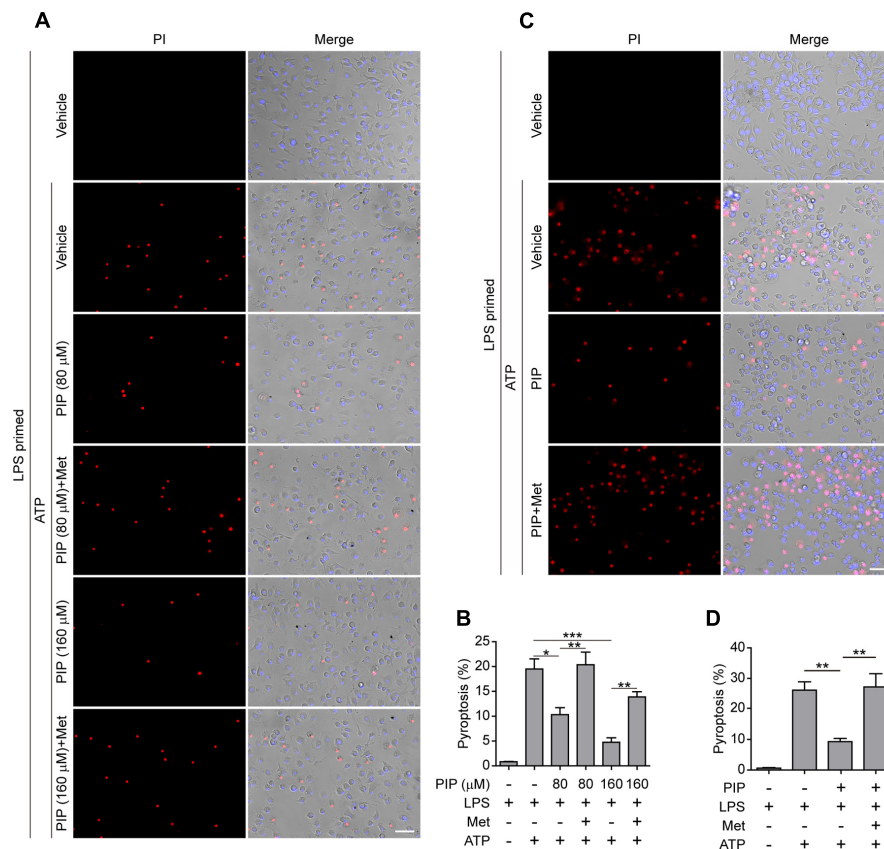 A
PI Merge
LPS primed
ATP
Vehicle
Vehicle
PIP (80 μM)
PIP (80 μM)+Met
PIP (160 μM)
PIP (160 μM)+Met
C
PI Merge
LPS primed
ATP
Vehicle
Vehicle
PIP
PIP+Met
B
Pyroptosis (%)
25
20
15
10
5
0
* ** *** **
PIP (μM) - - 80 80 160 160
LPS + + + + + +
Met - - - + - +
ATP - + + + + +
D
Pyroptosis (%)
40
30
20
10
0
** **
PIP - - + +
LPS + + + +
Met - - - +
ATP - + + +